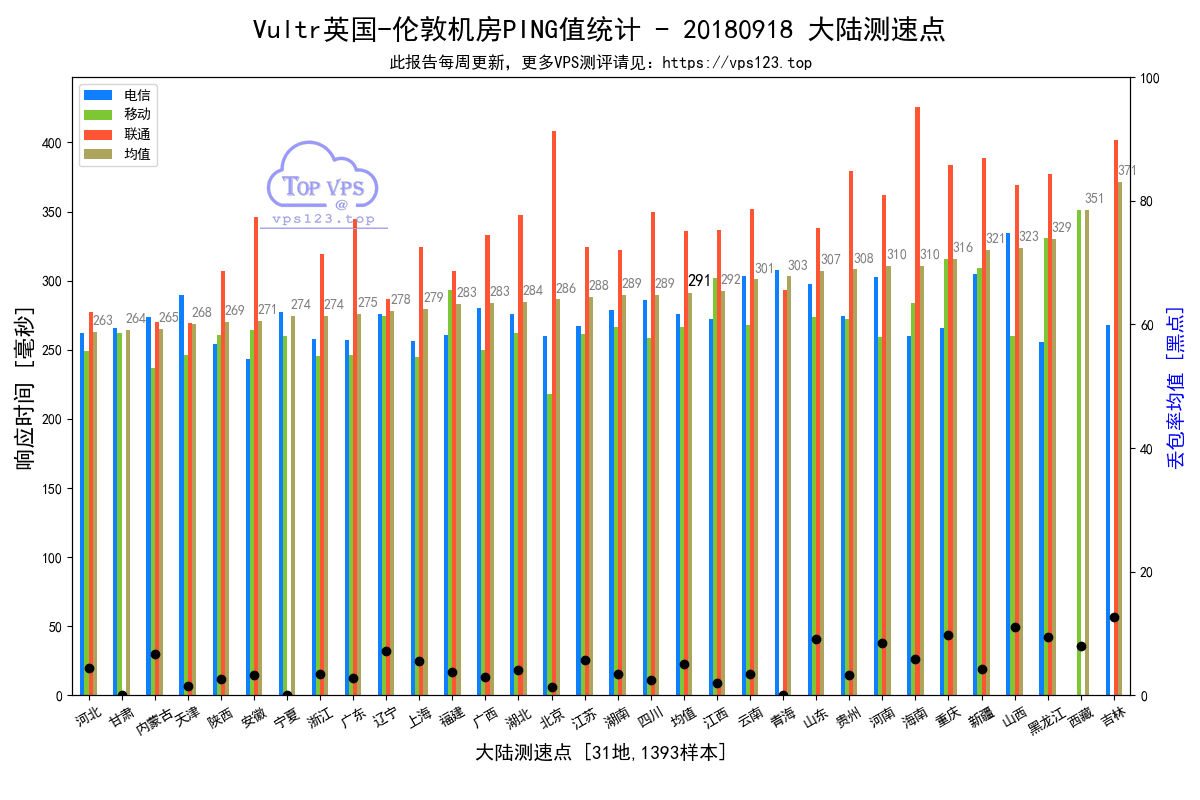 Vultr英国-伦敦机房PING值统计 - 20180918 大陆测速点
此报告每周更新，更多VPS测评请见：https://vps123.top
电信
移动
联通
均值
TOP VPS
@
vps123.top
响应时间 [毫秒]
400
350
300
250
200
150
100
50
0
100
80
60
40
20
0
丢包率均值 [黑点]
263 264 265 268 269 271 274 274 275 278 279 283 283 284 286 288 289 289 291 292 301 303 307 308 310 310 316 321 323 329 351 371
河北 甘肃 内蒙古 天津 陕西 安徽 宁夏 浙江 广东 辽宁 上海 福建 广西 湖北 北京 江苏 湖南 四川 均值 江西 云南 青海 山东 贵州 河南 海南 重庆 新疆 山西 黑龙江 西藏 吉林
大陆测速点 [31地,1393样本]